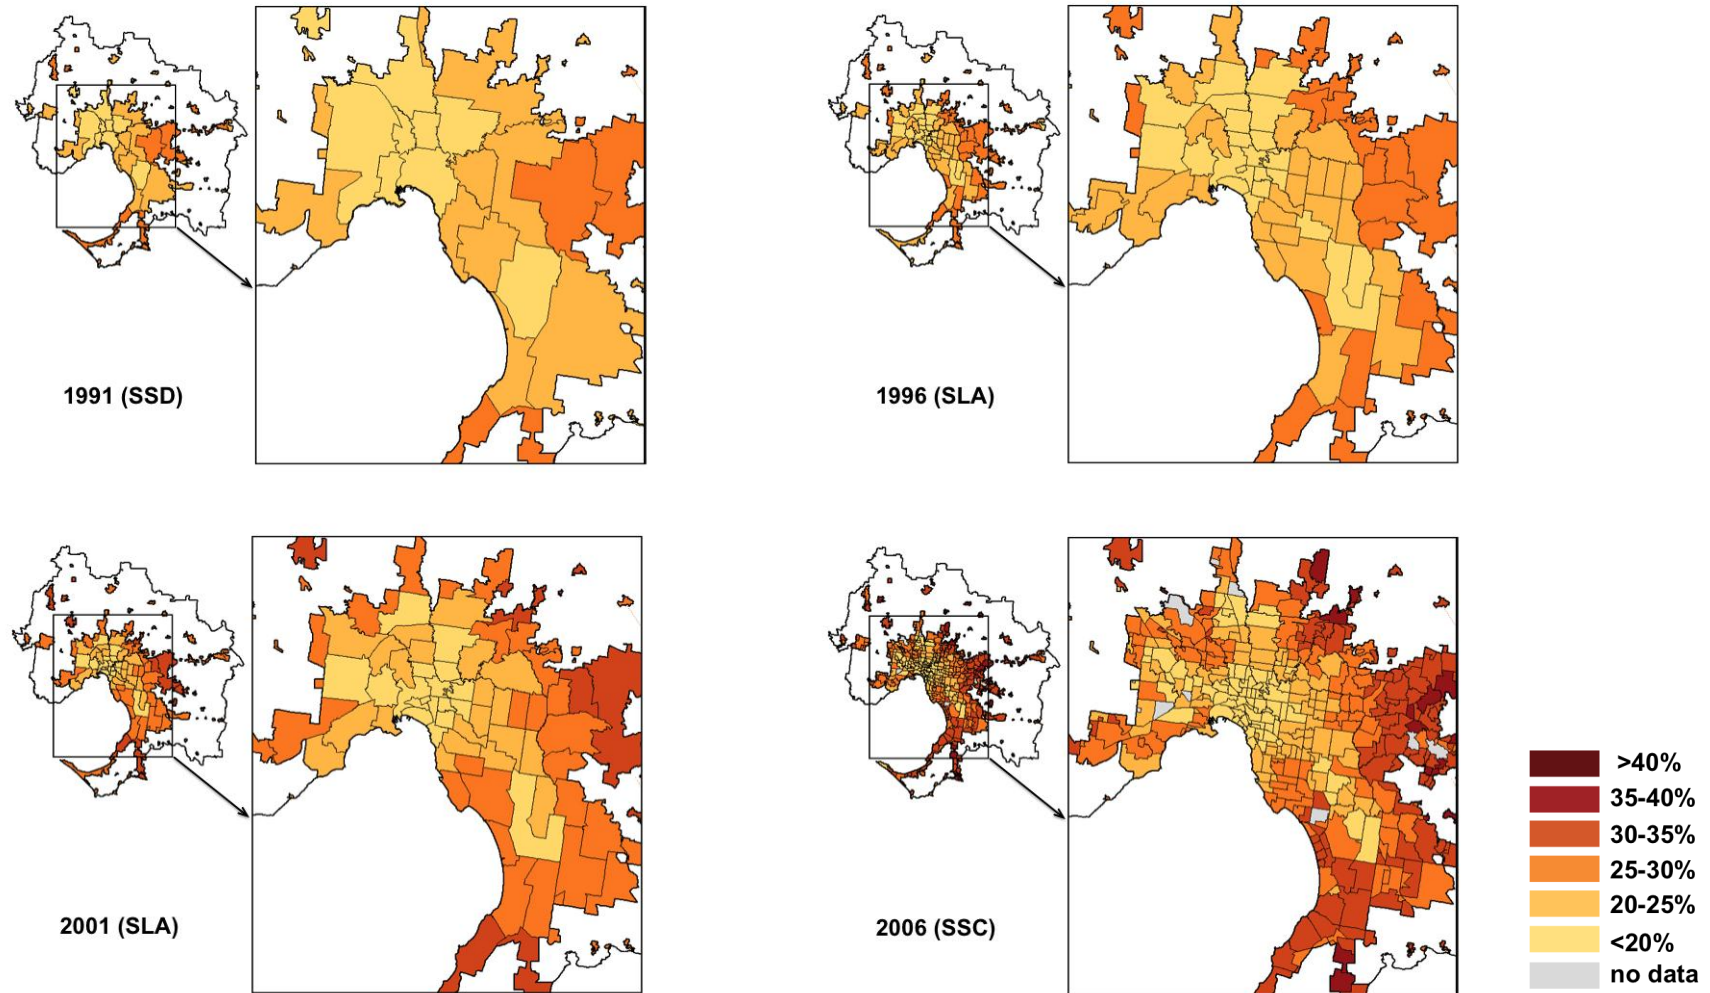 1991 (SSD)
1996 (SLA)
2001 (SLA)
2006 (SSC)
>40%
35-40%
30-35%
25-30%
20-25%
<20%
no data